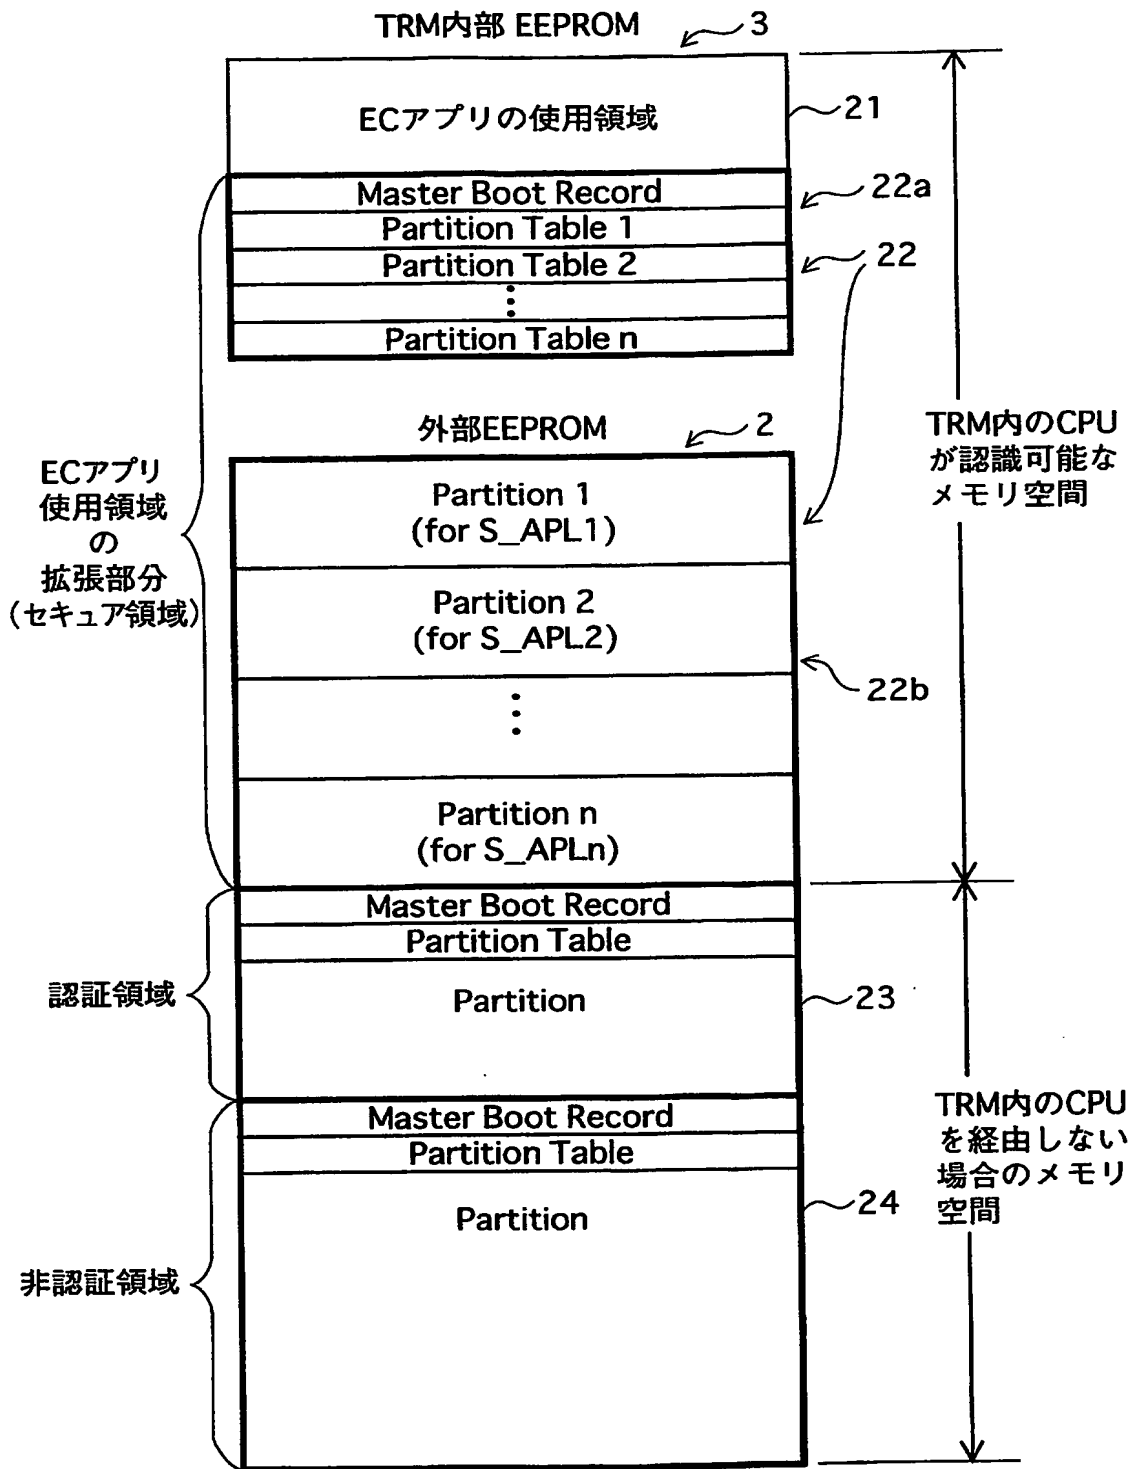 TRM内部 EEPROM
3
ECアプリの使用領域
21
Master Boot Record
22a
Partition Table 1
Partition Table 2
22
⋮
Partition Table n
外部EEPROM
2
TRM内のCPU
が認識可能な
メモリ空間
ECアプリ
使用領域
の
拡張部分
(セキュア領域)
Partition 1
(for S_APL1)
Partition 2
(for S_APL2)
22b
⋮
Partition n
(for S_APLn)
Master Boot Record
Partition Table
Partition
認証領域
23
Master Boot Record
Partition Table
Partition
TRM内のCPU
を経由しない
場合のメモリ
空間
24
非認証領域